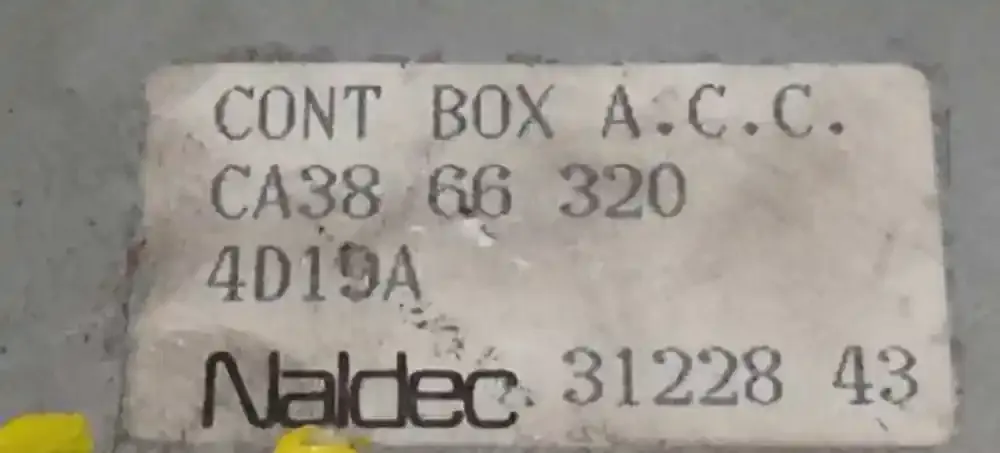 CONT BOX A.C.C.
CA38 66 320
4D19A
Naldec 31228 43